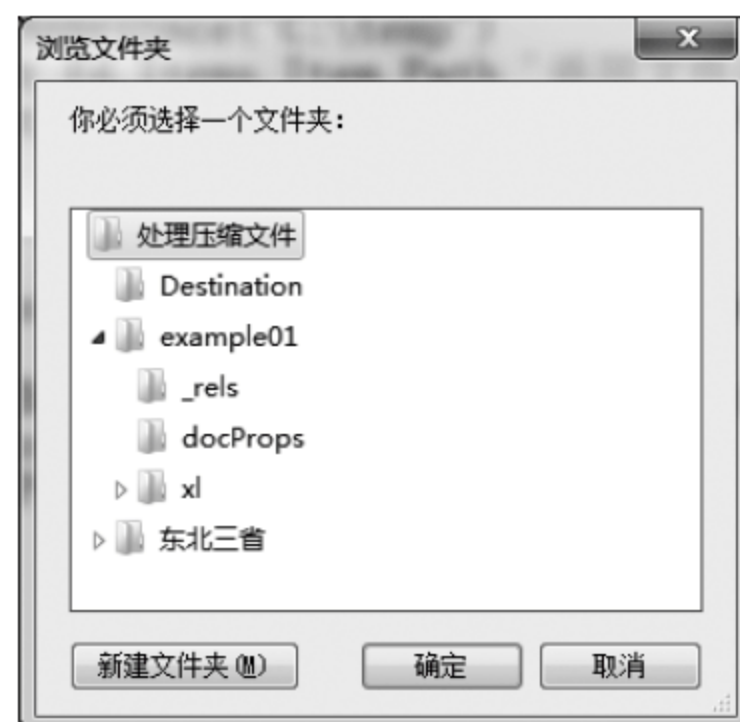 浏览文件夹
你必须选择一个文件夹：
处理压缩文件
Destination
example01
_rels
docProps
xl
东北三省
新建文件夹(M)
确定
取消